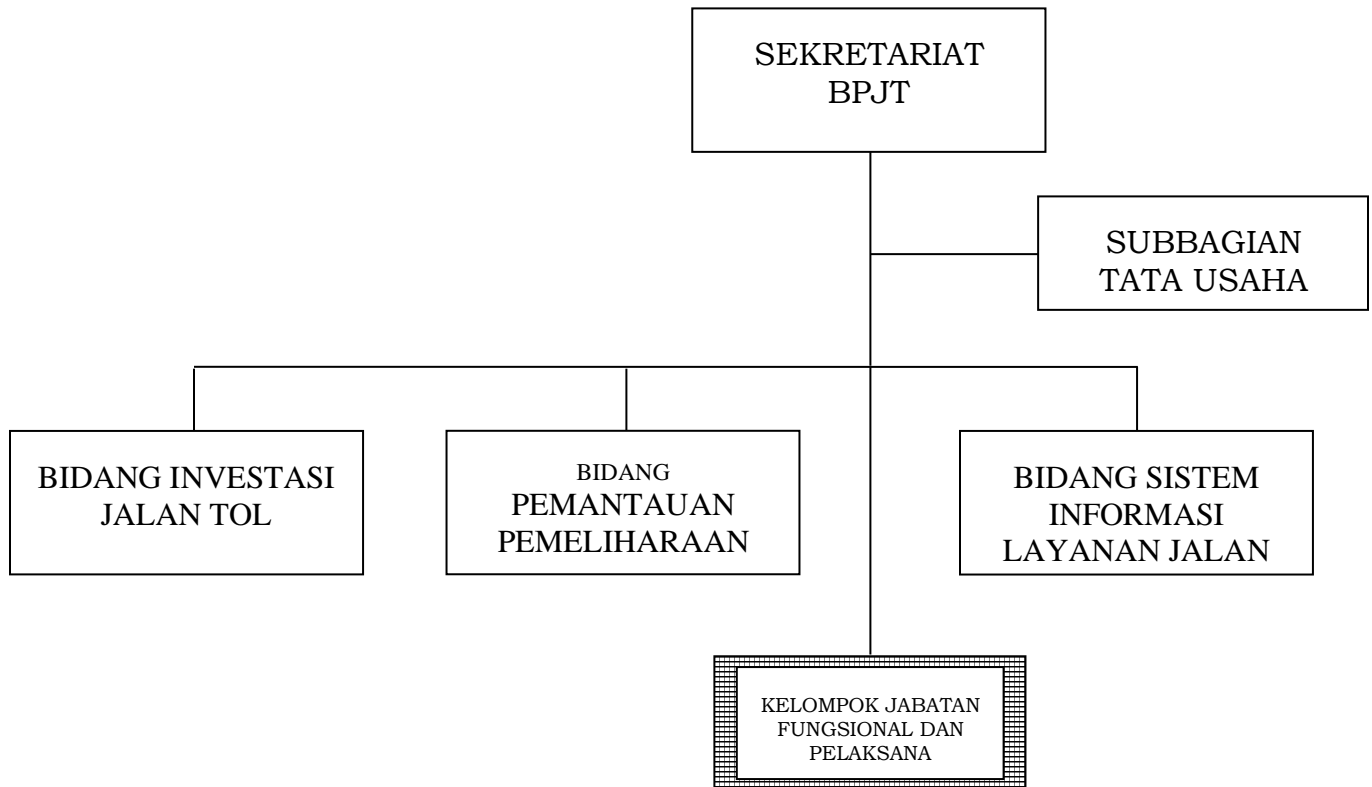 SEKRETARIAT
BPJT
SUBBAGIAN
TATA USAHA
BIDANG INVESTASI
JALAN TOL
BIDANG
PEMANTAUAN
PEMELIHARAAN
BIDANG SISTEM
INFORMASI
LAYANAN JALAN
KELOMPOK JABATAN
FUNGSIONAL DAN
PELAKSANA